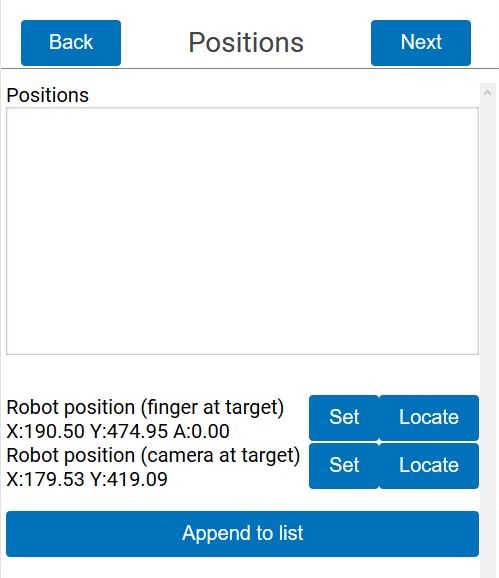 Back Positions Next
Positions
Robot position (finger at target)
X:190.50 Y:474.95 A:0.00
Set Locate
Robot position (camera at target)
X:179.53 Y:419.09
Set Locate
Append to list